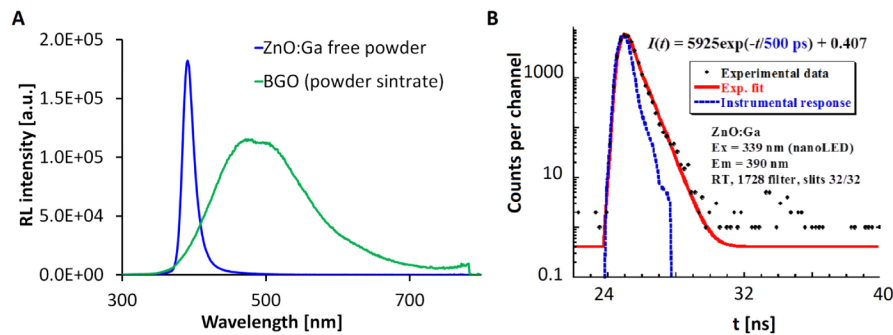 A
2.0E+05
1.5E+05
1.0E+05
5.0E+04
0.0E+00
RL intensity [a.u.]
ZnO:Ga free powder
BGO (powder sintrate)
300
500
700
Wavelength [nm]
B
I(t) = 5925exp(-t/500 ps) + 0.407
Experimental data
Exp. fit
Instrumental response
ZnO:Ga
Ex = 339 nm (nanoLED)
Em = 390 nm
RT, 1728 filter, slits 32/32
Counts per channel
1000
10
0.1
24
28
32
36
40
t [ns]